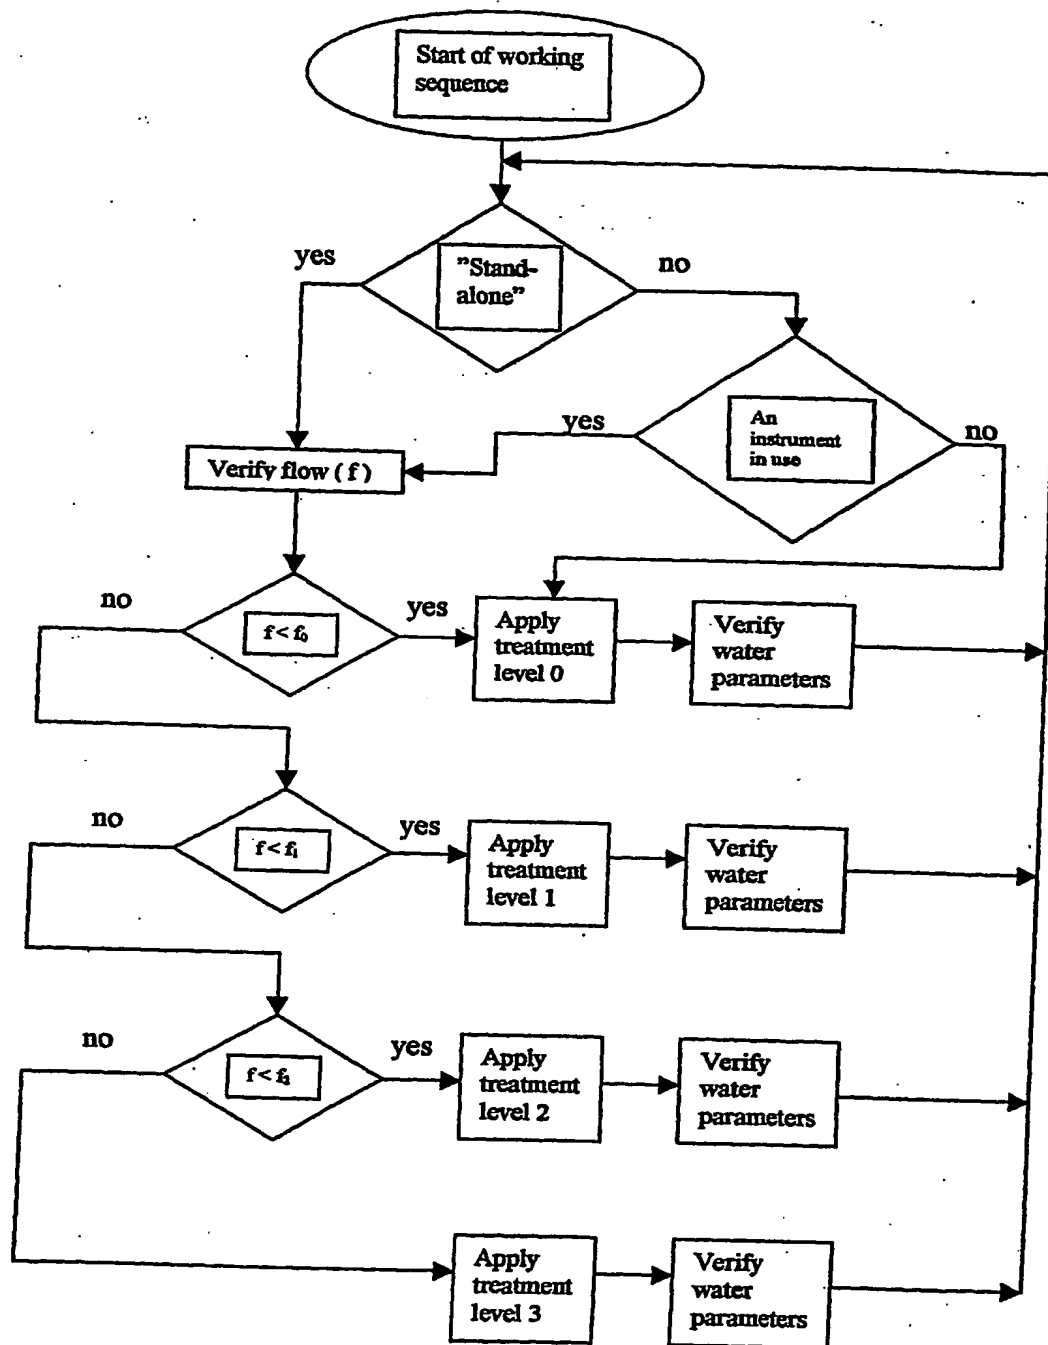 Start of working
sequence
yes
"Stand-
alone"
no
yes
An
instrument
in use
no
Verify flow ( f )
no
f < f₀
yes
Apply
treatment
level 0
Verify
water
parameters
no
f < f₁
yes
Apply
treatment
level 1
Verify
water
parameters
no
f < f₂
yes
Apply
treatment
level 2
Verify
water
parameters
Apply
treatment
level 3
Verify
water
parameters